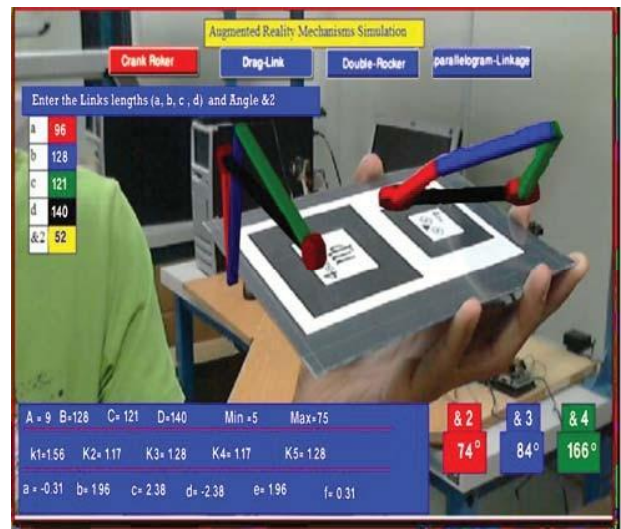 Augmented Reality Mechanisms Simulation
Crank Roker Drag-Link Double-Rocker parallelogram-Linkage
Enter the Links lengths (a, b, c , d) and Angle &2
a 96
b 128
c 121
d 140
&2 52
A = 9 B=128 C= 121 D=140 Min =5 Max=75
k1=1.56 K2= 1.17 K3= 1.28 K4= 1.17 K5= 1.28
a = -0.31 b= 1.96 c= 2.38 d= -2.38 e= 1.96 f= 0.31
& 2 & 3 & 4
74° 84° 166°